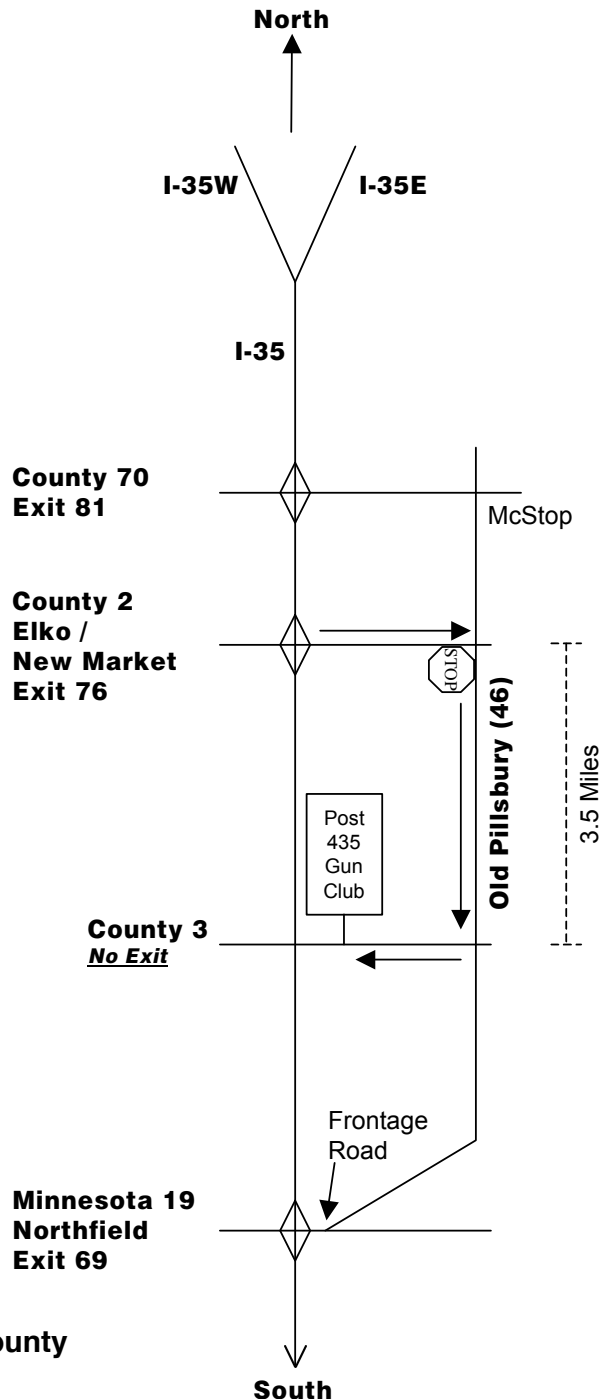 North
I-35W
I-35E
I-35
County 70
Exit 81
McStop
County 2
Elko /
New Market
Exit 76
STOP
Old Pillsbury (46)
3.5 Miles
Post
435
Gun
Club
County 3
No Exit
Frontage
Road
Minnesota 19
Northfield
Exit 69
ounty
South